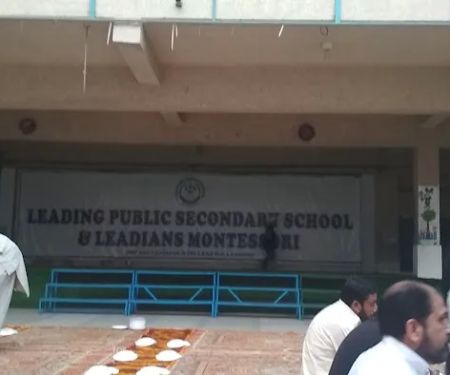 LEADING PUBLIC SECONDARY SCHOOL
& LEADIANS MONTESSORI